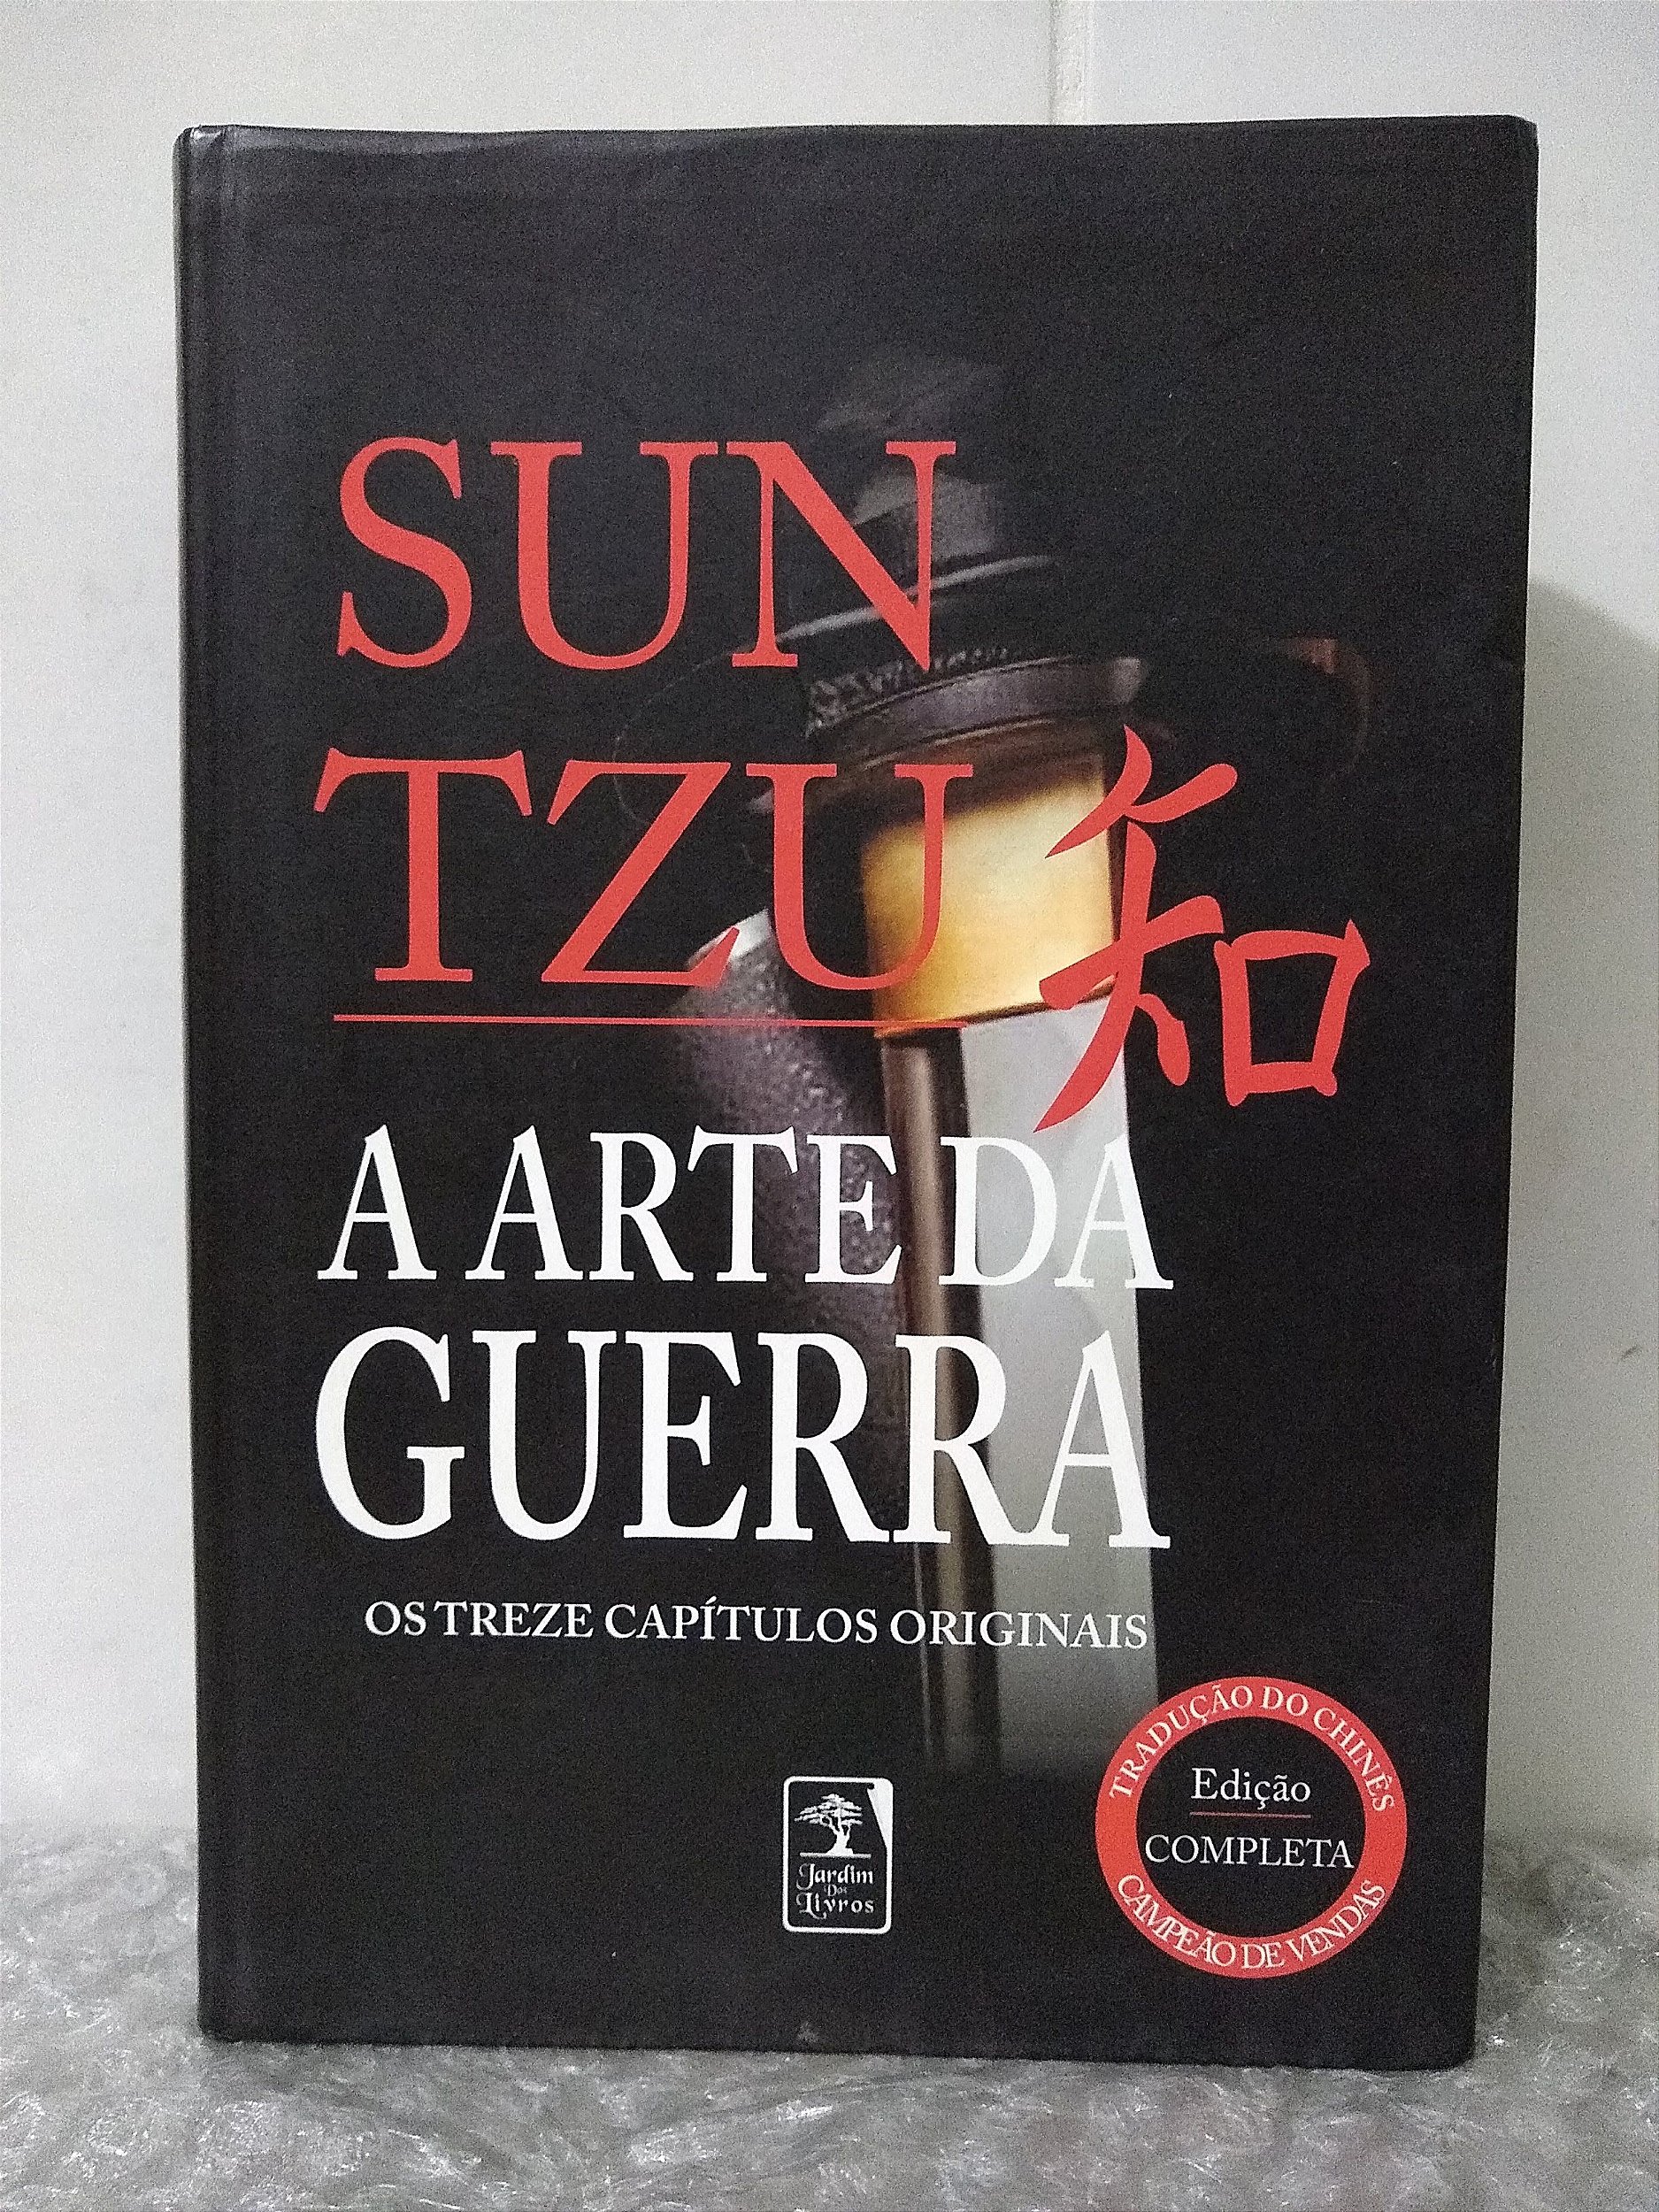 SUN
TZU
知
A ARTE DA
GUERRA
OS TREZE CAPÍTULOS ORIGINAIS
Jardim
Dos
Livros
TRADUÇÃO DO CHINÊS
Edição
COMPLETA
CAMPEÃO DE VENDAS